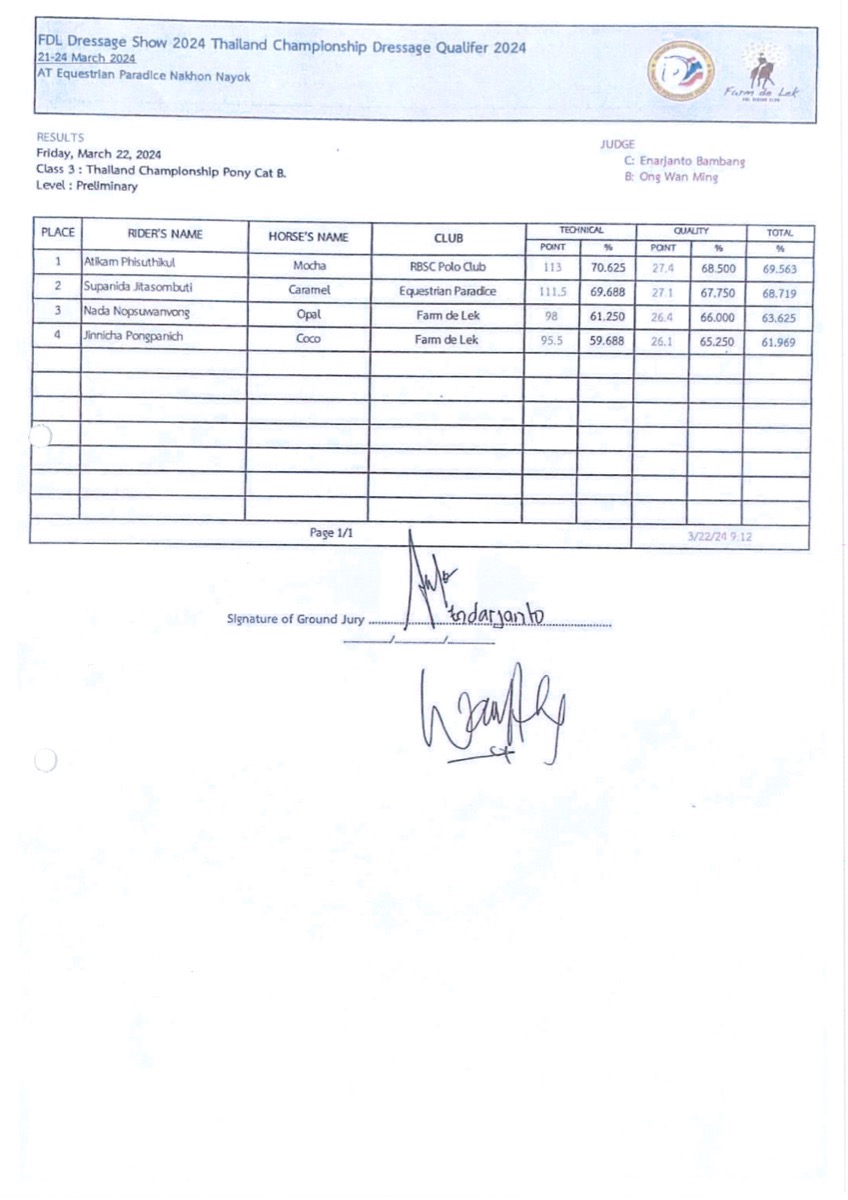 FDL Dressage Show 2024 Thailand Championship Dressage Qualifer 2024
21-24 March 2024
AT Equestrian Paradice Nakhon Nayok
Farm de Lek
RESULTS
Friday, March 22, 2024
Class 3 : Thailand Championship Pony Cat B.
Level : Preliminary
JUDGE
C: Enarjanto Bambang
B: Ong Wan Ming
PLACE RIDER'S NAME HORSE'S NAME CLUB TECHNICAL QUALITY TOTAL
POINT % POINT % %
1 Atikam Phisuthikul Mocha RBSC Polo Club 113 70.625 27.4 68.500 69.563
2 Supanida Jitasombuti Caramel Equestrian Paradice 111.5 69.688 27.1 67.750 68.719
3 Nada Nopsuwanvong Opal Farm de Lek 98 61.250 26.4 66.000 63.625
4 Jinnicha Pongpanich Coco Farm de Lek 95.5 59.688 26.1 65.250 61.969
Page 1/1 3/22/24 9:12
Endarjanto
Signature of Ground Jury